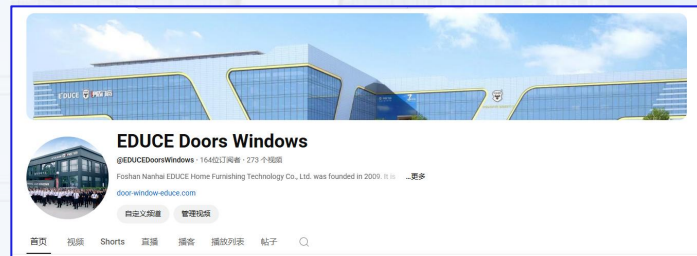 EDUCE
EDUCE Doors Windows
@EDUCEDoorsWindows · 164位订阅者 · 273 个视频
Foshan Nanhai EDUCE Home Furnishing Technology Co., Ltd. was founded in 2009. It is ...更多
door-window-educe.com
自定义频道 管理视频
首页 视频 Shorts 直播 播客 播放列表 帖子